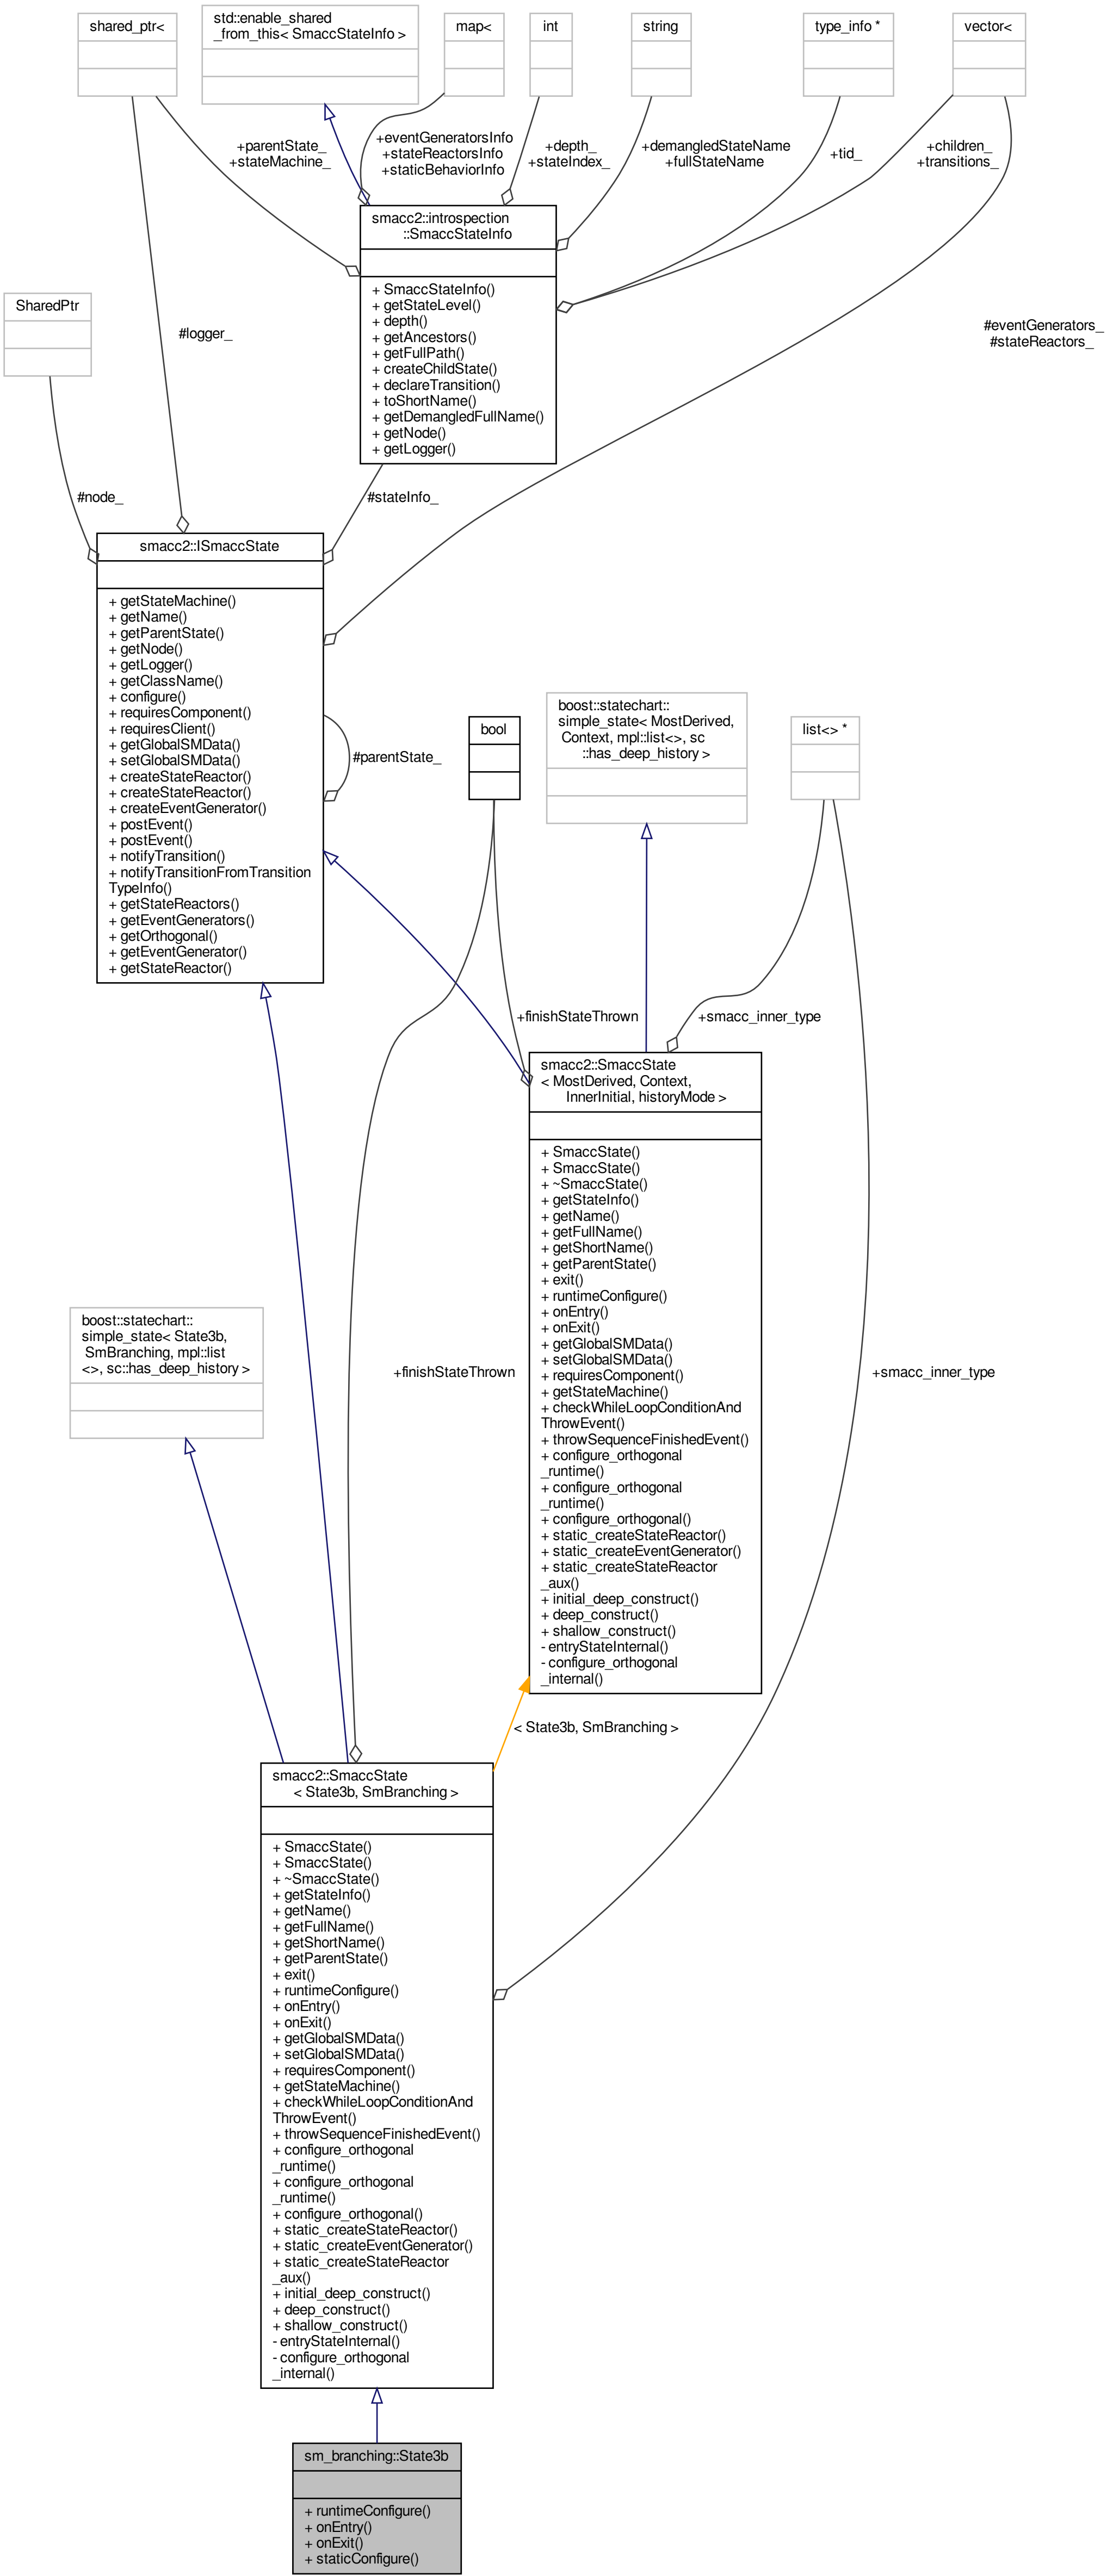 shared_ptr<
std::enable_shared
_from_this< SmaccStateInfo >
map<
int
string
type_info *
vector<
+parentState_
+stateMachine_
+eventGeneratorsInfo
+stateReactorsInfo
+staticBehaviorInfo
+depth_
+stateIndex_
+demangledStateName
+fullStateName
+tid_
+children_
+transitions_
smacc2::introspection
::SmaccStateInfo
+ SmaccStateInfo()
+ getStateLevel()
+ depth()
+ getAncestors()
+ getFullPath()
+ createChildState()
+ declareTransition()
+ toShortName()
+ getDemangledFullName()
+ getNode()
+ getLogger()
SharedPtr
#logger_
#eventGenerators_
#stateReactors_
#node_
#stateInfo_
smacc2::ISmaccState
+ getStateMachine()
+ getName()
+ getParentState()
+ getNode()
+ getLogger()
+ getClassName()
+ configure()
+ requiresComponent()
+ requiresClient()
+ getGlobalSMData()
+ setGlobalSMData()
+ createStateReactor()
+ createStateReactor()
+ createEventGenerator()
+ postEvent()
+ postEvent()
+ notifyTransition()
+ notifyTransitionFromTransition
TypeInfo()
+ getStateReactors()
+ getEventGenerators()
+ getOrthogonal()
+ getEventGenerator()
+ getStateReactor()
#parentState_
bool
boost::statechart::
simple_state< MostDerived,
Context, mpl::list<>, sc
::has_deep_history >
list<> *
+finishStateThrown
+smacc_inner_type
smacc2::SmaccState
< MostDerived, Context,
InnerInitial, historyMode >
+ SmaccState()
+ SmaccState()
+ ~SmaccState()
+ getStateInfo()
+ getName()
+ getFullName()
+ getShortName()
+ getParentState()
+ exit()
+ runtimeConfigure()
+ onEntry()
+ onExit()
+ getGlobalSMData()
+ setGlobalSMData()
+ requiresComponent()
+ getStateMachine()
+ checkWhileLoopConditionAnd
ThrowEvent()
+ throwSequenceFinishedEvent()
+ configure_orthogonal
_runtime()
+ configure_orthogonal
_runtime()
+ configure_orthogonal()
+ static_createStateReactor()
+ static_createEventGenerator()
+ static_createStateReactor
_aux()
+ initial_deep_construct()
+ deep_construct()
+ shallow_construct()
- entryStateInternal()
- configure_orthogonal
_internal()
boost::statechart::
simple_state< State3b,
SmBranching, mpl::list
<>, sc::has_deep_history >
+finishStateThrown
+smacc_inner_type
< State3b, SmBranching >
smacc2::SmaccState
< State3b, SmBranching >
+ SmaccState()
+ SmaccState()
+ ~SmaccState()
+ getStateInfo()
+ getName()
+ getFullName()
+ getShortName()
+ getParentState()
+ exit()
+ runtimeConfigure()
+ onEntry()
+ onExit()
+ getGlobalSMData()
+ setGlobalSMData()
+ requiresComponent()
+ getStateMachine()
+ checkWhileLoopConditionAnd
ThrowEvent()
+ throwSequenceFinishedEvent()
+ configure_orthogonal
_runtime()
+ configure_orthogonal
_runtime()
+ configure_orthogonal()
+ static_createStateReactor()
+ static_createEventGenerator()
+ static_createStateReactor
_aux()
+ initial_deep_construct()
+ deep_construct()
+ shallow_construct()
- entryStateInternal()
- configure_orthogonal
_internal()
sm_branching::State3b
+ runtimeConfigure()
+ onEntry()
+ onExit()
+ staticConfigure()